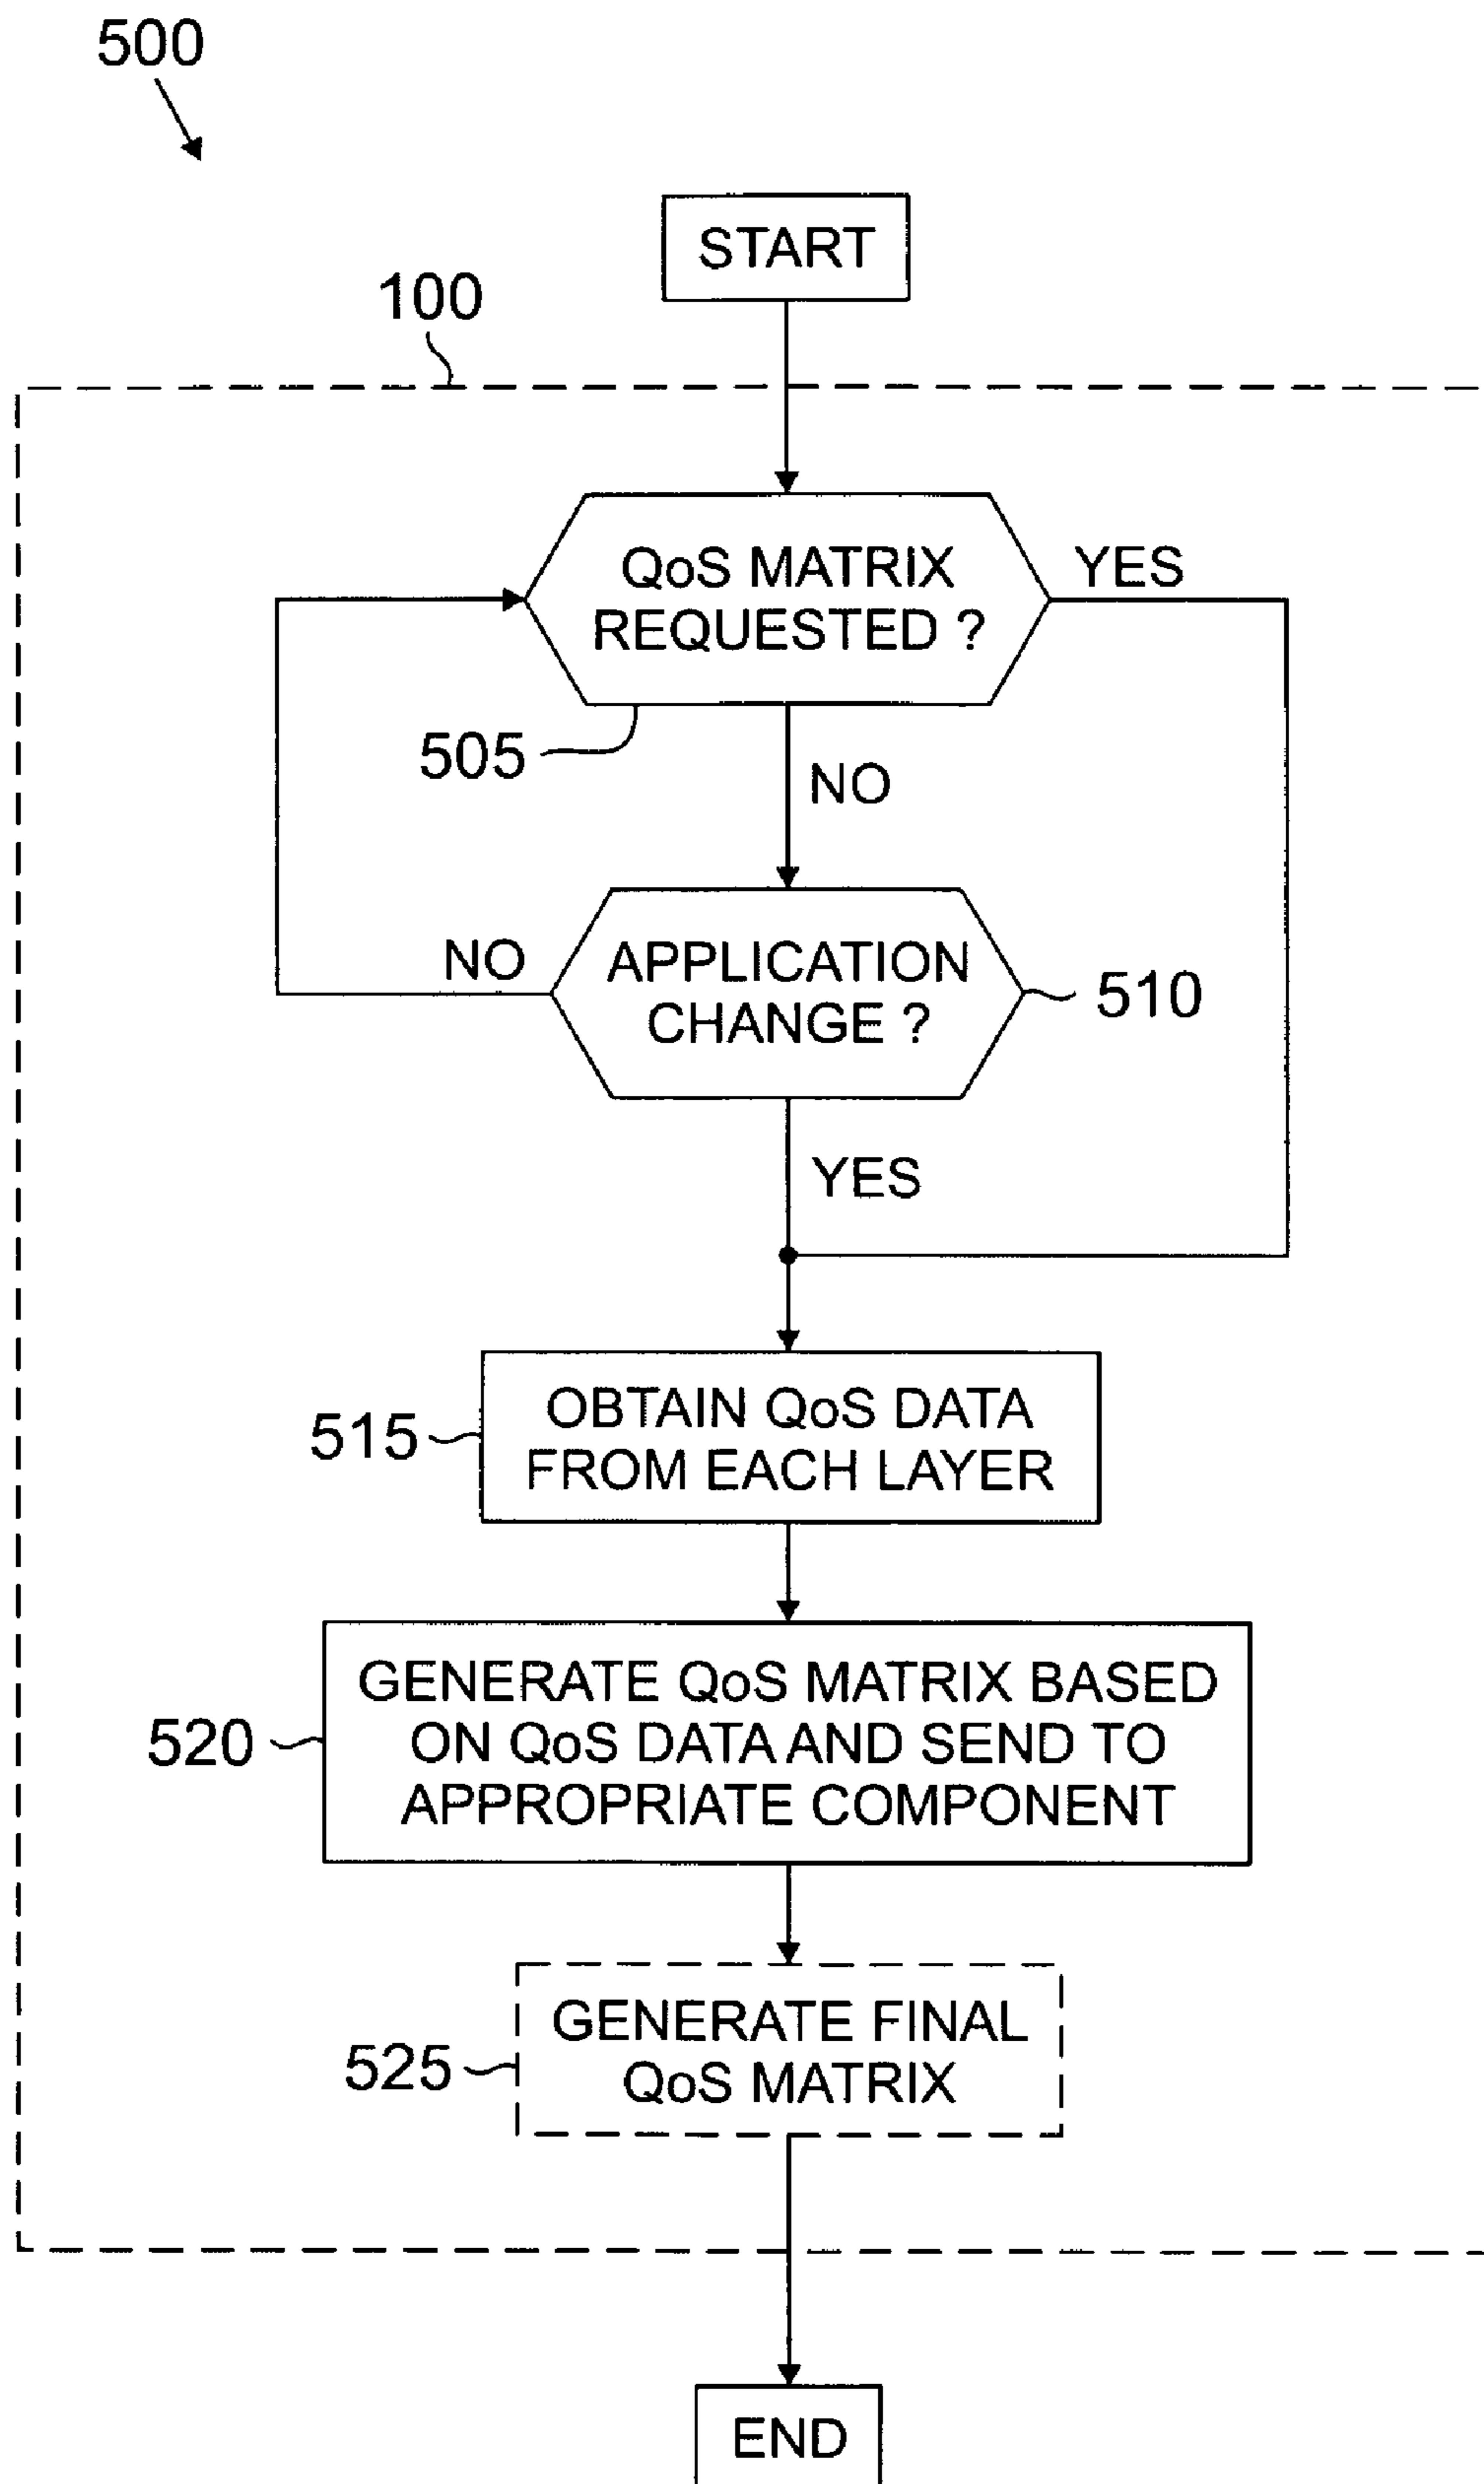 500
START
100
QoS MATRIX
REQUESTED ?
YES
505
NO
NO
APPLICATION
CHANGE ?
510
YES
515
OBTAIN QoS DATA
FROM EACH LAYER
520
GENERATE QoS MATRIX BASED
ON QoS DATA AND SEND TO
APPROPRIATE COMPONENT
525
GENERATE FINAL
QoS MATRIX
END